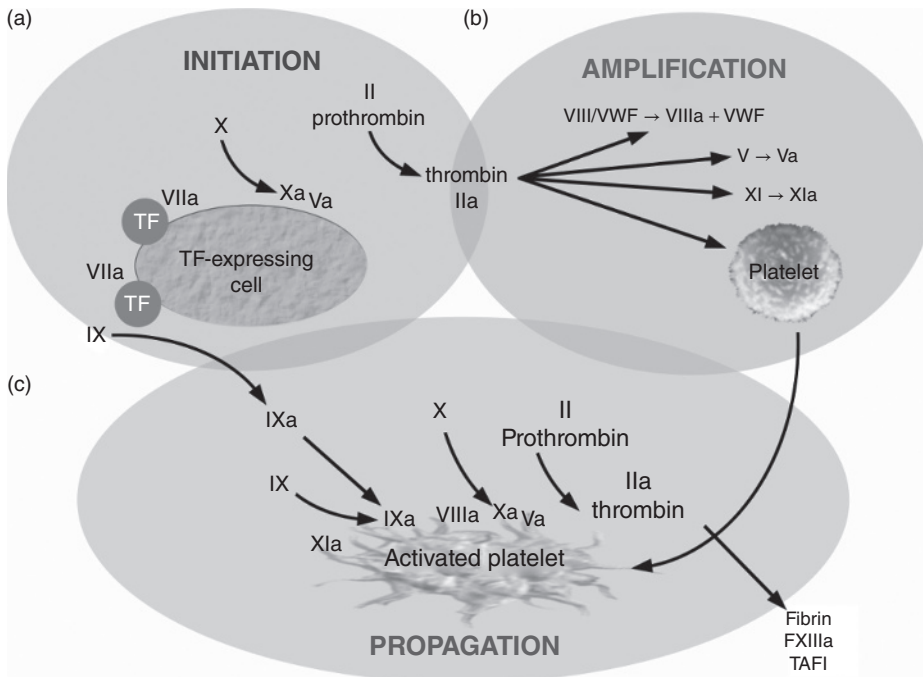 (a)
INITIATION
II
prothrombin
X
thrombin
IIa
VIIa
Xa
Va
TF
TF-expressing
cell
VIIa
TF
IX
(b)
AMPLIFICATION
VIII/VWF → VIIIa + VWF
V → Va
XI → XIa
Platelet
(c)
IXa
X
II
Prothrombin
IX
IIa
thrombin
IXa
VIIIa
Xa
Va
XIa
Activated platelet
PROPAGATION
Fibrin
FXIIIa
TAFI